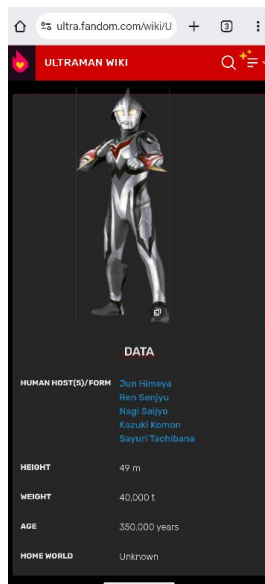 ultra.fandom.com/wiki/U
3
ULTRAMAN WIKI
DATA
HUMAN HOST(S)/FORM
Jun Himeya
Ren Senjyu
Nagi Saijyo
Kazuki Komon
Sayuri Tachibana
HEIGHT 49 m
WEIGHT 40,000 t
AGE 350,000 years
HOME WORLD Unknown